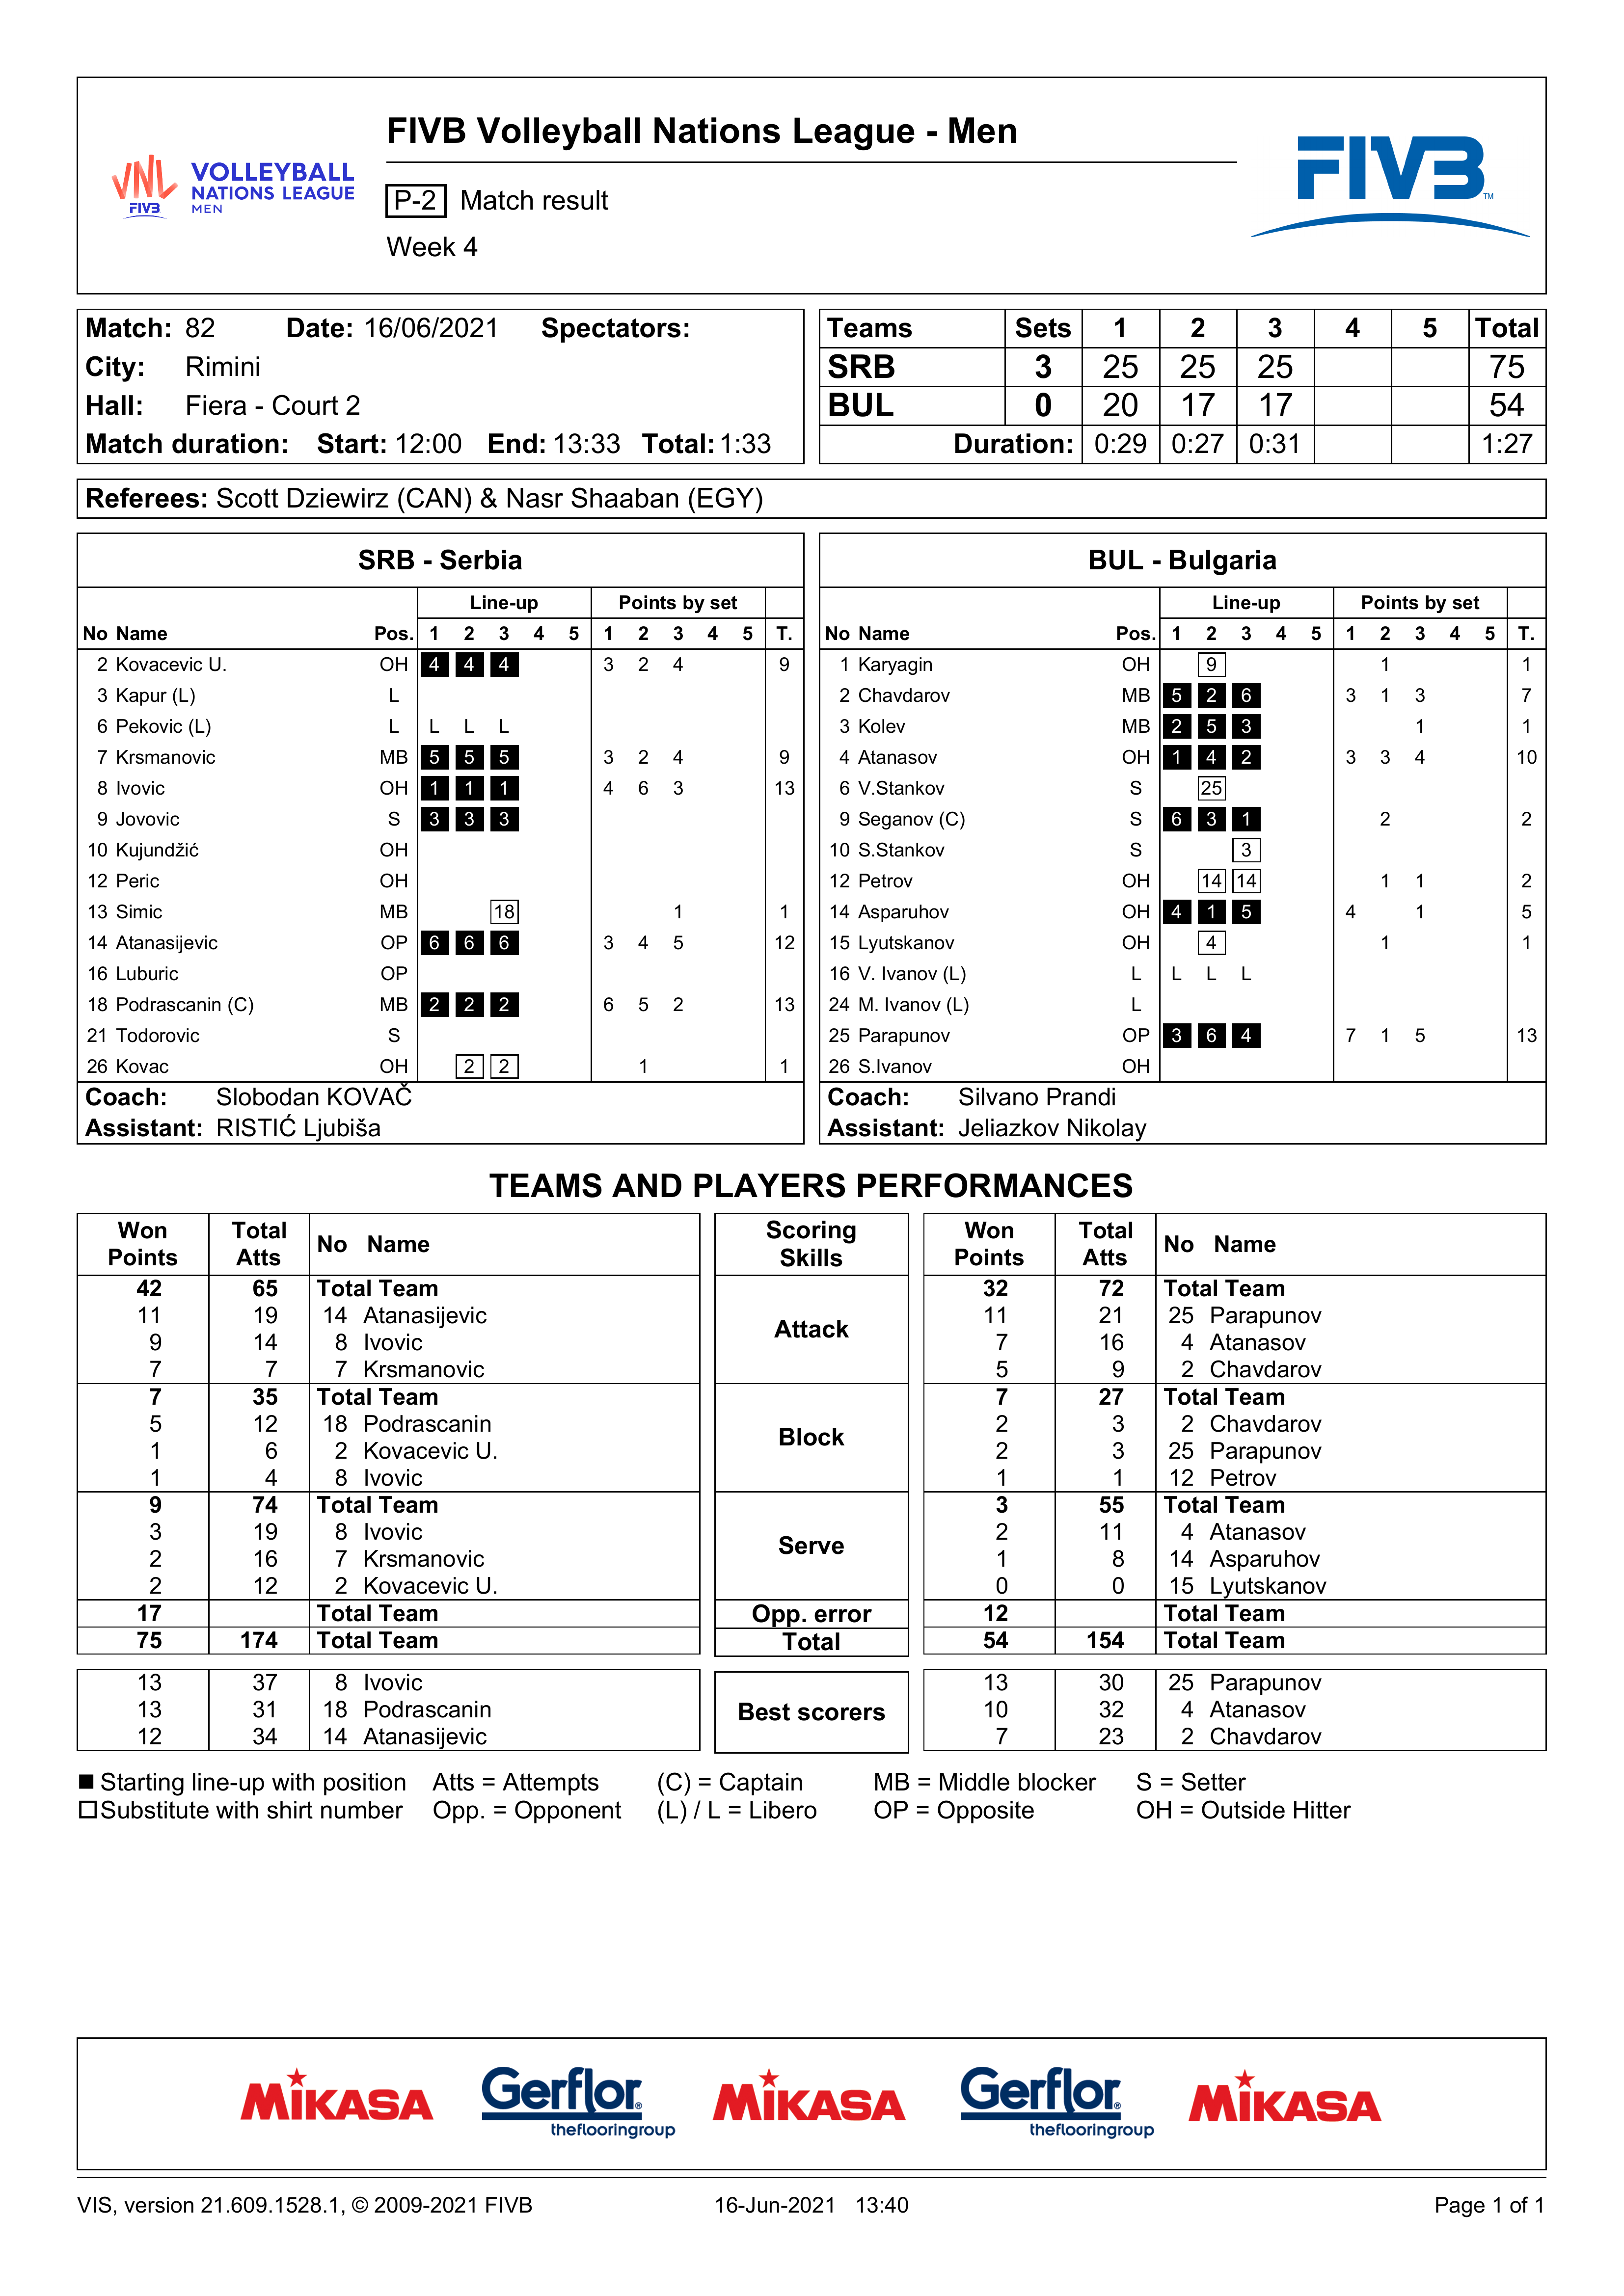 FIVB Volleyball Nations League - Men
VNL FIVB VOLLEYBALL NATIONS LEAGUE MEN
P-2 Match result
Week 4
FIVB TM
Match: 82 Date: 16/06/2021 Spectators:
City: Rimini
Hall: Fiera - Court 2
Match duration: Start: 12:00 End: 13:33 Total: 1:33
Teams Sets 1 2 3 4 5 Total
SRB 3 25 25 25 75
BUL 0 20 17 17 54
Duration: 0:29 0:27 0:31 1:27
Referees: Scott Dziewirz (CAN) & Nasr Shaaban (EGY)
SRB - Serbia
Line-up Points by set
No Name Pos. 1 2 3 4 5 1 2 3 4 5 T.
2 Kovacevic U. OH 4 4 4 3 2 4 9
3 Kapur (L) L
6 Pekovic (L) L L L L
7 Krsmanovic MB 5 5 5 3 2 4 9
8 Ivovic OH 1 1 1 4 6 3 13
9 Jovovic S 3 3 3
10 Kujundžić OH
12 Peric OH
13 Simic MB 18 1 1
14 Atanasijevic OP 6 6 6 3 4 5 12
16 Luburic OP
18 Podrascanin (C) MB 2 2 2 6 5 2 13
21 Todorovic S
26 Kovac OH 2 2 1 1
Coach: Slobodan KOVAČ
Assistant: RISTIĆ Ljubiša
BUL - Bulgaria
Line-up Points by set
No Name Pos. 1 2 3 4 5 1 2 3 4 5 T.
1 Karyagin OH 9 1 1
2 Chavdarov MB 5 2 6 3 1 3 7
3 Kolev MB 2 5 3 1 1
4 Atanasov OH 1 4 2 3 3 4 10
6 V.Stankov S 25
9 Seganov (C) S 6 3 1 2 2
10 S.Stankov S 3
12 Petrov OH 14 14 1 1 2
14 Asparuhov OH 4 1 5 4 1 5
15 Lyutskanov OH 4 1 1
16 V. Ivanov (L) L L L L
24 M. Ivanov (L) L
25 Parapunov OP 3 6 4 7 1 5 13
26 S.Ivanov OH
Coach: Silvano Prandi
Assistant: Jeliazkov Nikolay
TEAMS AND PLAYERS PERFORMANCES
Won Points Total Atts No Name Scoring Skills Won Points Total Atts No Name
42 65 Total Team Attack 32 72 Total Team
11 19 14 Atanasijevic 11 21 25 Parapunov
9 14 8 Ivovic 7 16 4 Atanasov
7 7 7 Krsmanovic 5 9 2 Chavdarov
7 35 Total Team Block 7 27 Total Team
5 12 18 Podrascanin 2 3 2 Chavdarov
1 6 2 Kovacevic U. 2 3 25 Parapunov
1 4 8 Ivovic 1 1 12 Petrov
9 74 Total Team Serve 3 55 Total Team
3 19 8 Ivovic 2 11 4 Atanasov
2 16 7 Krsmanovic 1 8 14 Asparuhov
2 12 2 Kovacevic U. 0 0 15 Lyutskanov
17 Total Team Opp. error 12 Total Team
75 174 Total Team Total 54 154 Total Team
13 37 8 Ivovic Best scorers 13 30 25 Parapunov
13 31 18 Podrascanin 10 32 4 Atanasov
12 34 14 Atanasijevic 7 23 2 Chavdarov
Starting line-up with position Atts = Attempts (C) = Captain MB = Middle blocker S = Setter
Substitute with shirt number Opp. = Opponent (L) / L = Libero OP = Opposite OH = Outside Hitter
MIKASA Gerflor® theflooringgroup MIKASA Gerflor® theflooringgroup MIKASA
VIS, version 21.609.1528.1, © 2009-2021 FIVB 16-Jun-2021 13:40 Page 1 of 1